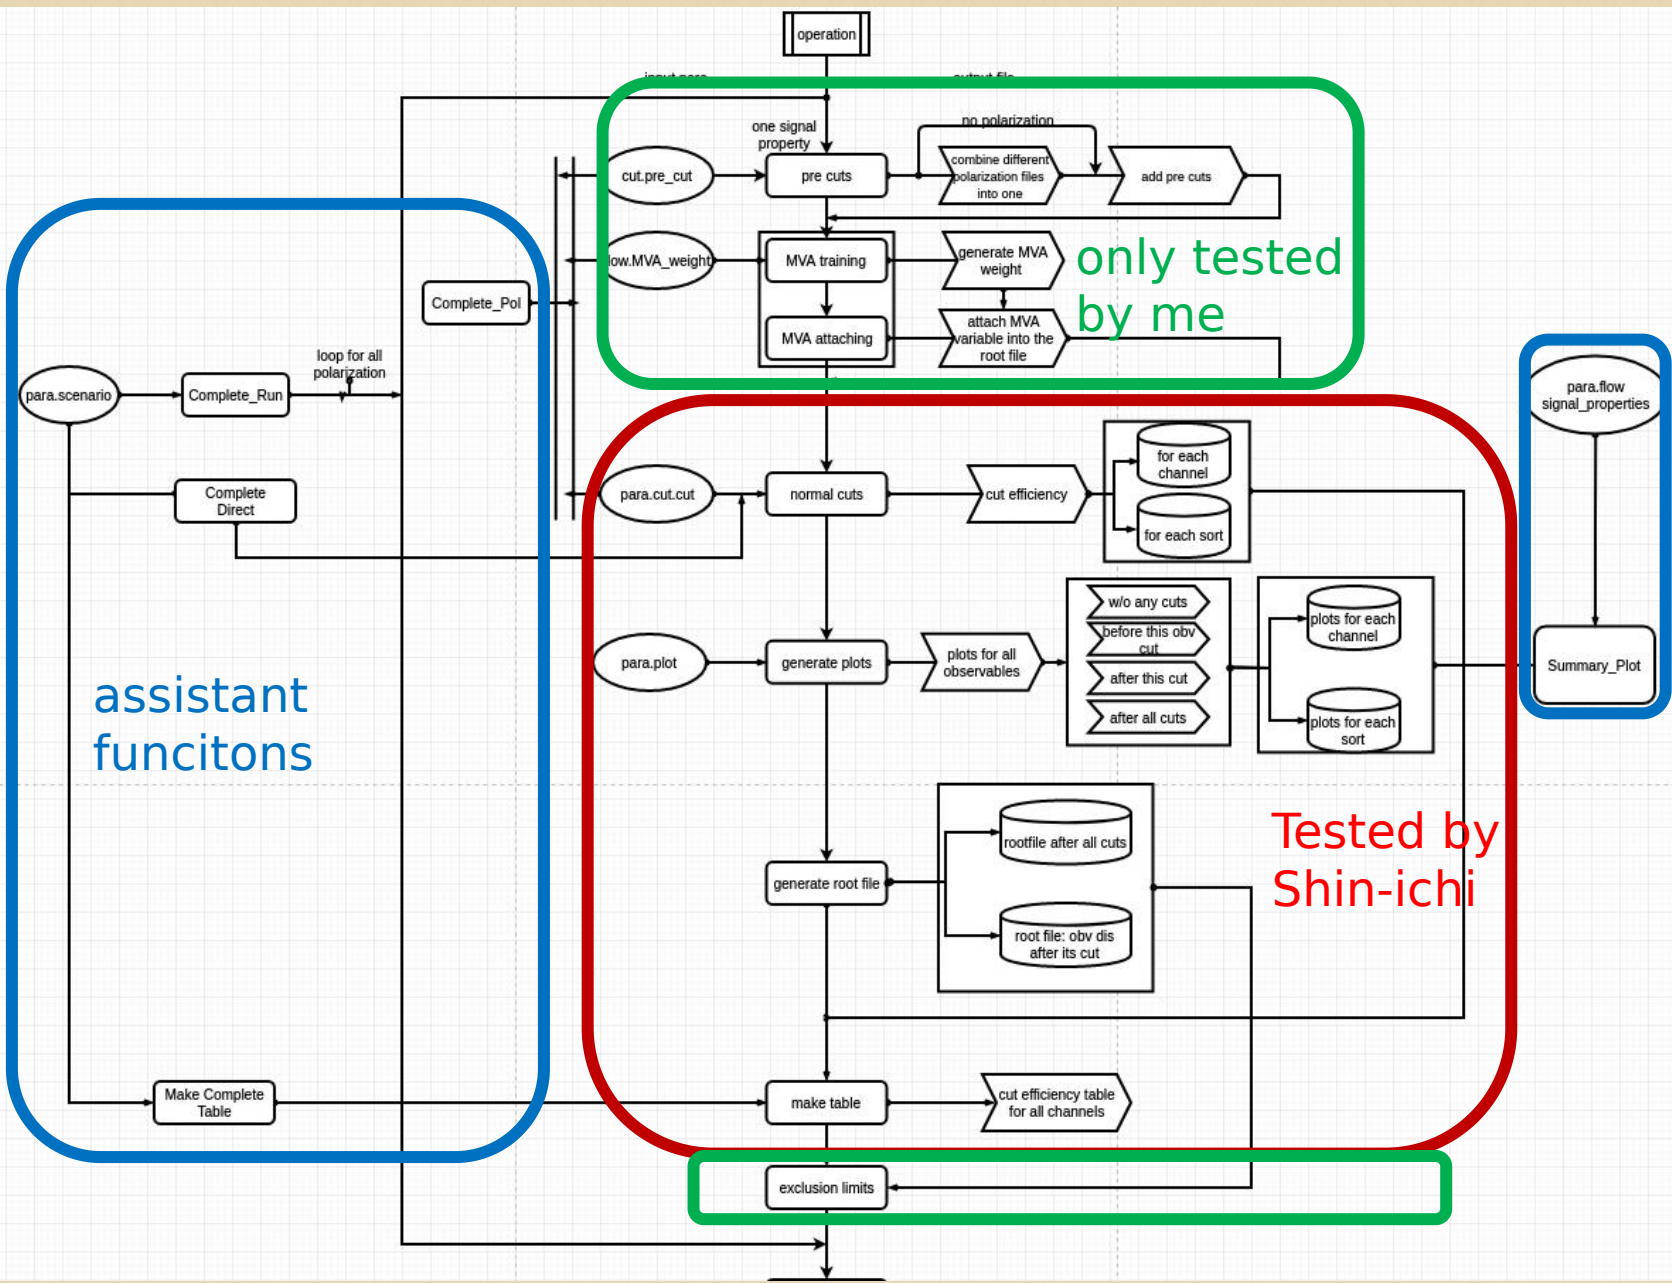 operation
one signal
property
no polarization
cut.pre_cut
pre cuts
combine different
polarization files
into one
add pre cuts
low.MVA_weight
MVA training
generate MVA
weight
only tested
by me
Complete_Pol
MVA attaching
attach MVA
variable into the
root file
loop for all
polarization
para.scenario
Complete_Run
para.flow
signal_properties
Complete
Direct
para.cut.cut
normal cuts
cut efficiency
for each
channel
for each sort
para.plot
generate plots
plots for all
observables
w/o any cuts
before this obv
cut
after this cut
after all cuts
plots for each
channel
plots for each
sort
Summary_Plot
assistant
funcitons
rootfile after all cuts
Tested by
Shin-ichi
generate root file
root file: obv dis
after its cut
Make Complete
Table
make table
cut efficiency table
for all channels
exclusion limits